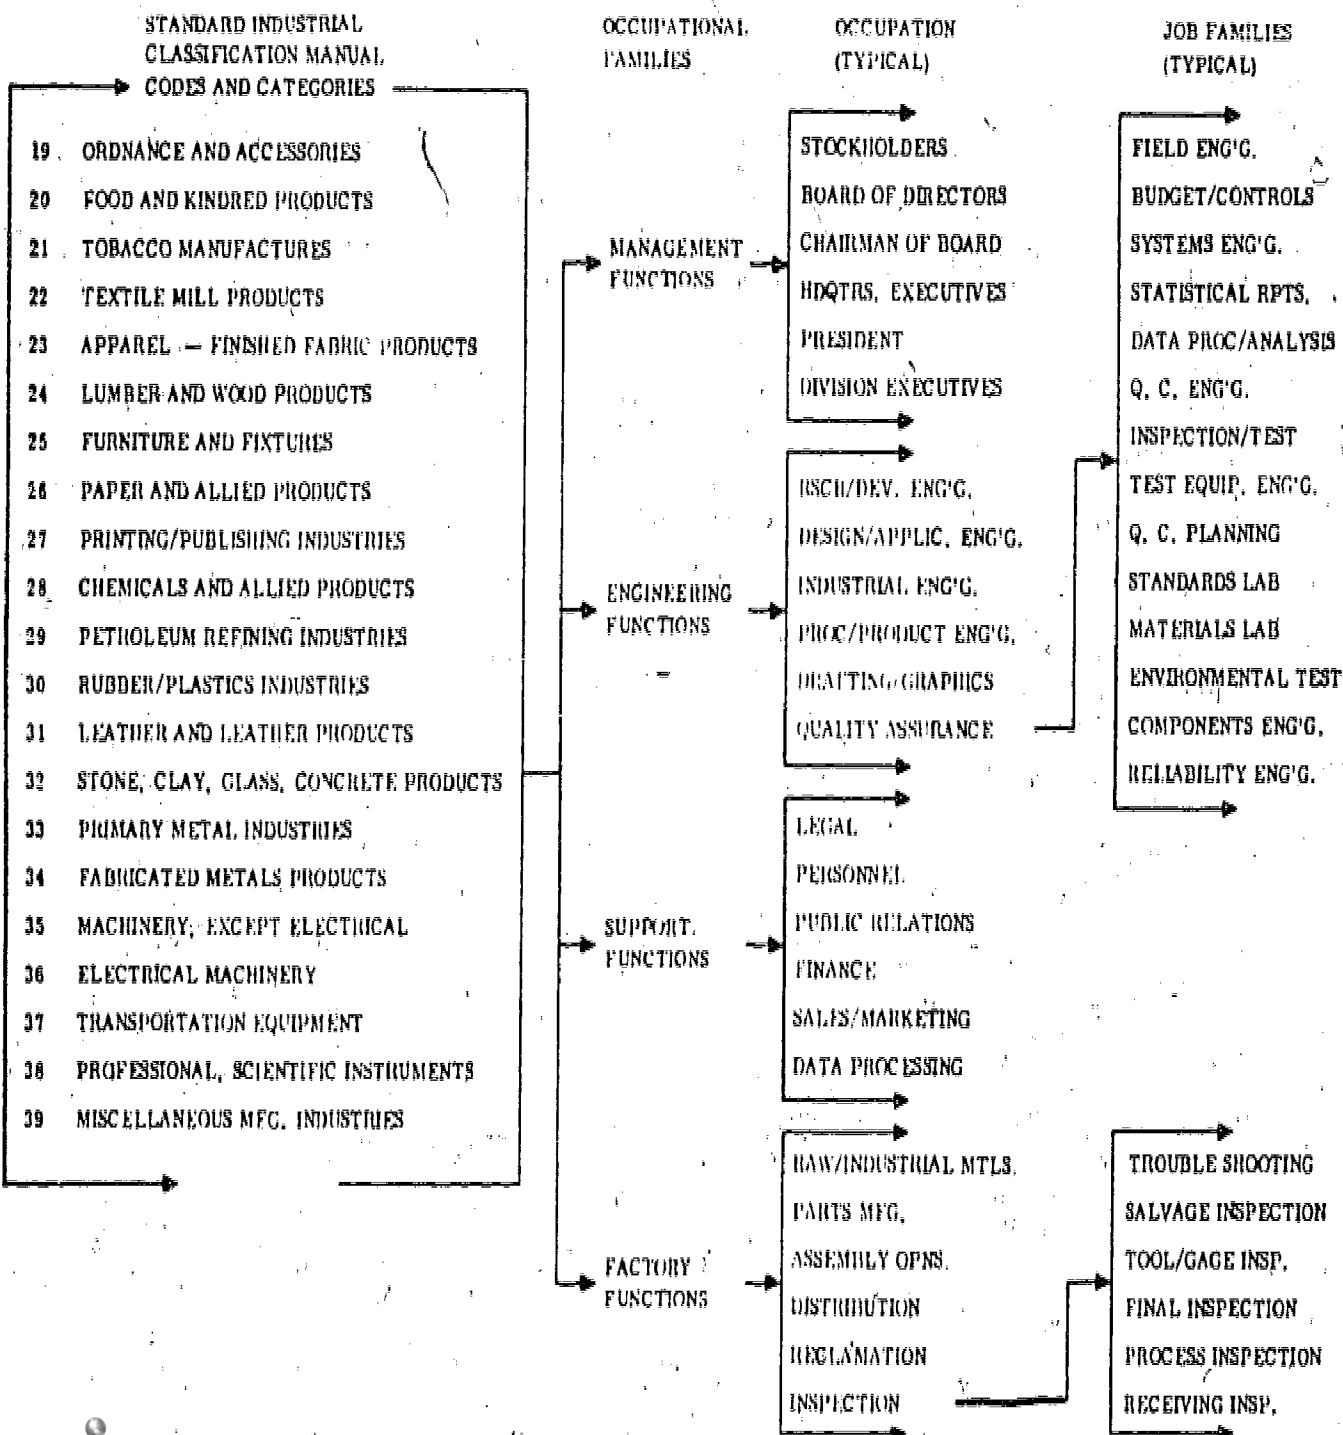 STANDARD INDUSTRIAL
CLASSIFICATION MANUAL
CODES AND CATEGORIES
19 ORDNANCE AND ACCESSORIES
20 FOOD AND KINDRED PRODUCTS
21 TOBACCO MANUFACTURES
22 TEXTILE MILL PRODUCTS
23 APPAREL — FINISHED FABRIC PRODUCTS
24 LUMBER AND WOOD PRODUCTS
25 FURNITURE AND FIXTURES
26 PAPER AND ALLIED PRODUCTS
27 PRINTING/PUBLISHING INDUSTRIES
28 CHEMICALS AND ALLIED PRODUCTS
29 PETROLEUM REFINING INDUSTRIES
30 RUBBER/PLASTICS INDUSTRIES
31 LEATHER AND LEATHER PRODUCTS
32 STONE, CLAY, GLASS, CONCRETE PRODUCTS
33 PRIMARY METAL INDUSTRIES
34 FABRICATED METALS PRODUCTS
35 MACHINERY, EXCEPT ELECTRICAL
36 ELECTRICAL MACHINERY
37 TRANSPORTATION EQUIPMENT
38 PROFESSIONAL, SCIENTIFIC INSTRUMENTS
39 MISCELLANEOUS MFG. INDUSTRIES
OCCUPATIONAL
FAMILIES
MANAGEMENT
FUNCTIONS
ENGINEERING
FUNCTIONS
SUPPORT
FUNCTIONS
FACTORY
FUNCTIONS
OCCUPATION
(TYPICAL)
STOCKHOLDERS
BOARD OF DIRECTORS
CHAIRMAN OF BOARD
HDQTRS. EXECUTIVES
PRESIDENT
DIVISION EXECUTIVES
RSCH/DEV. ENG'G.
DESIGN/APPLIC. ENG'G.
INDUSTRIAL ENG'G.
PROC/PRODUCT ENG'G.
DRAFTING/GRAPHICS
QUALITY ASSURANCE
LEGAL
PERSONNEL
PUBLIC RELATIONS
FINANCE
SALES/MARKETING
DATA PROCESSING
RAW/INDUSTRIAL MTLS.
PARTS MFG.
ASSEMBLY OPNS.
DISTRIBUTION
RECLAMATION
INSPECTION
JOB FAMILIES
(TYPICAL)
FIELD ENG'G.
BUDGET/CONTROLS
SYSTEMS ENG'G.
STATISTICAL RPTS.
DATA PROC/ANALYSIS
Q. C. ENG'G.
INSPECTION/TEST
TEST EQUIP. ENG'G.
Q. C. PLANNING
STANDARDS LAB
MATERIALS LAB
ENVIRONMENTAL TEST
COMPONENTS ENG'G.
RELIABILITY ENG'G.
TROUBLE SHOOTING
SALVAGE INSPECTION
TOOL/GAGE INSP.
FINAL INSPECTION
PROCESS INSPECTION
RECEIVING INSP.